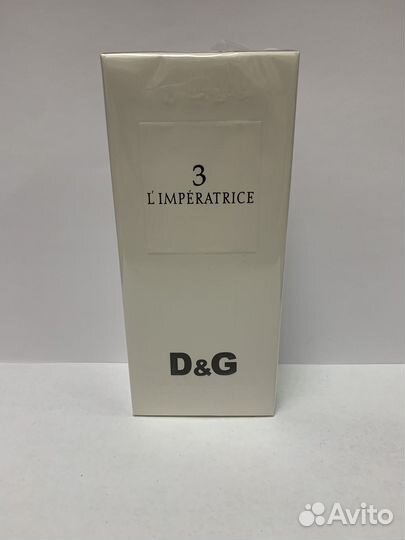 3
L'IMPÉRATRICE
D&G
Avito